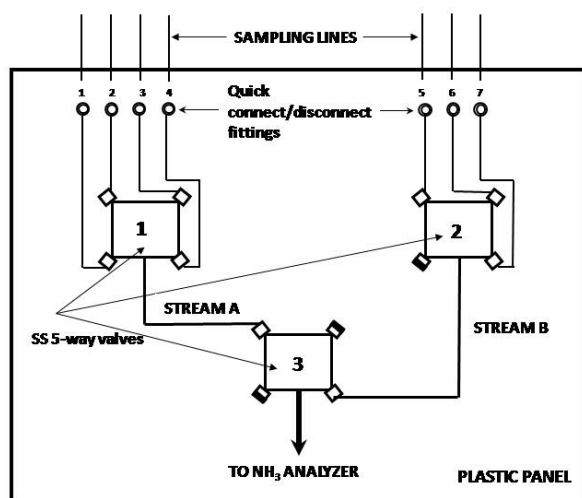 SAMPLING LINES
1 2 3 4
Quick
connect/disconnect
fittings
5 6 7
1
2
STREAM A
STREAM B
SS 5-way valves
3
TO NH₃ ANALYZER
PLASTIC PANEL